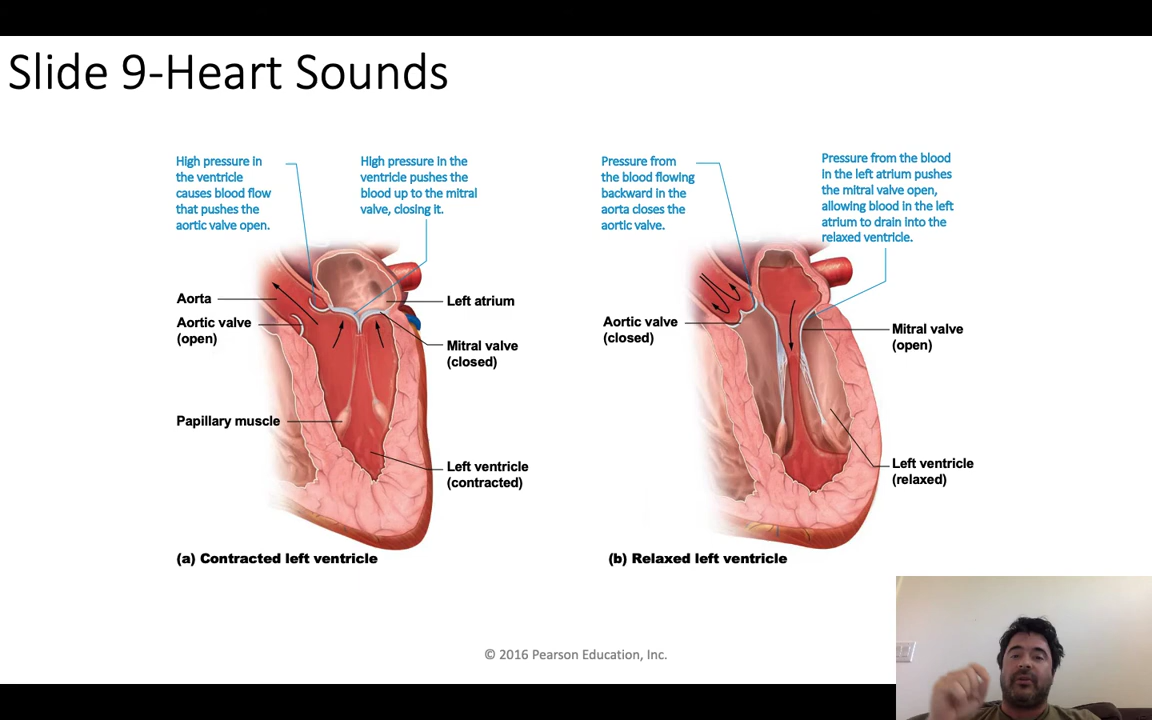 Slide 9-Heart Sounds
High pressure in
the ventricle
causes blood flow
that pushes the
aortic valve open.
High pressure in the
ventricle pushes the
blood up to the mitral
valve, closing it.
Aorta
Aortic valve
(open)
Papillary muscle
Left atrium
Mitral valve
(closed)
Left ventricle
(contracted)
(a) Contracted left ventricle
Pressure from
the blood flowing
backward in the
aorta closes the
aortic valve.
Pressure from the blood
in the left atrium pushes
the mitral valve open,
allowing blood in the left
atrium to drain into the
relaxed ventricle.
Aortic valve
(closed)
Mitral valve
(open)
Left ventricle
(relaxed)
(b) Relaxed left ventricle
© 2016 Pearson Education, Inc.